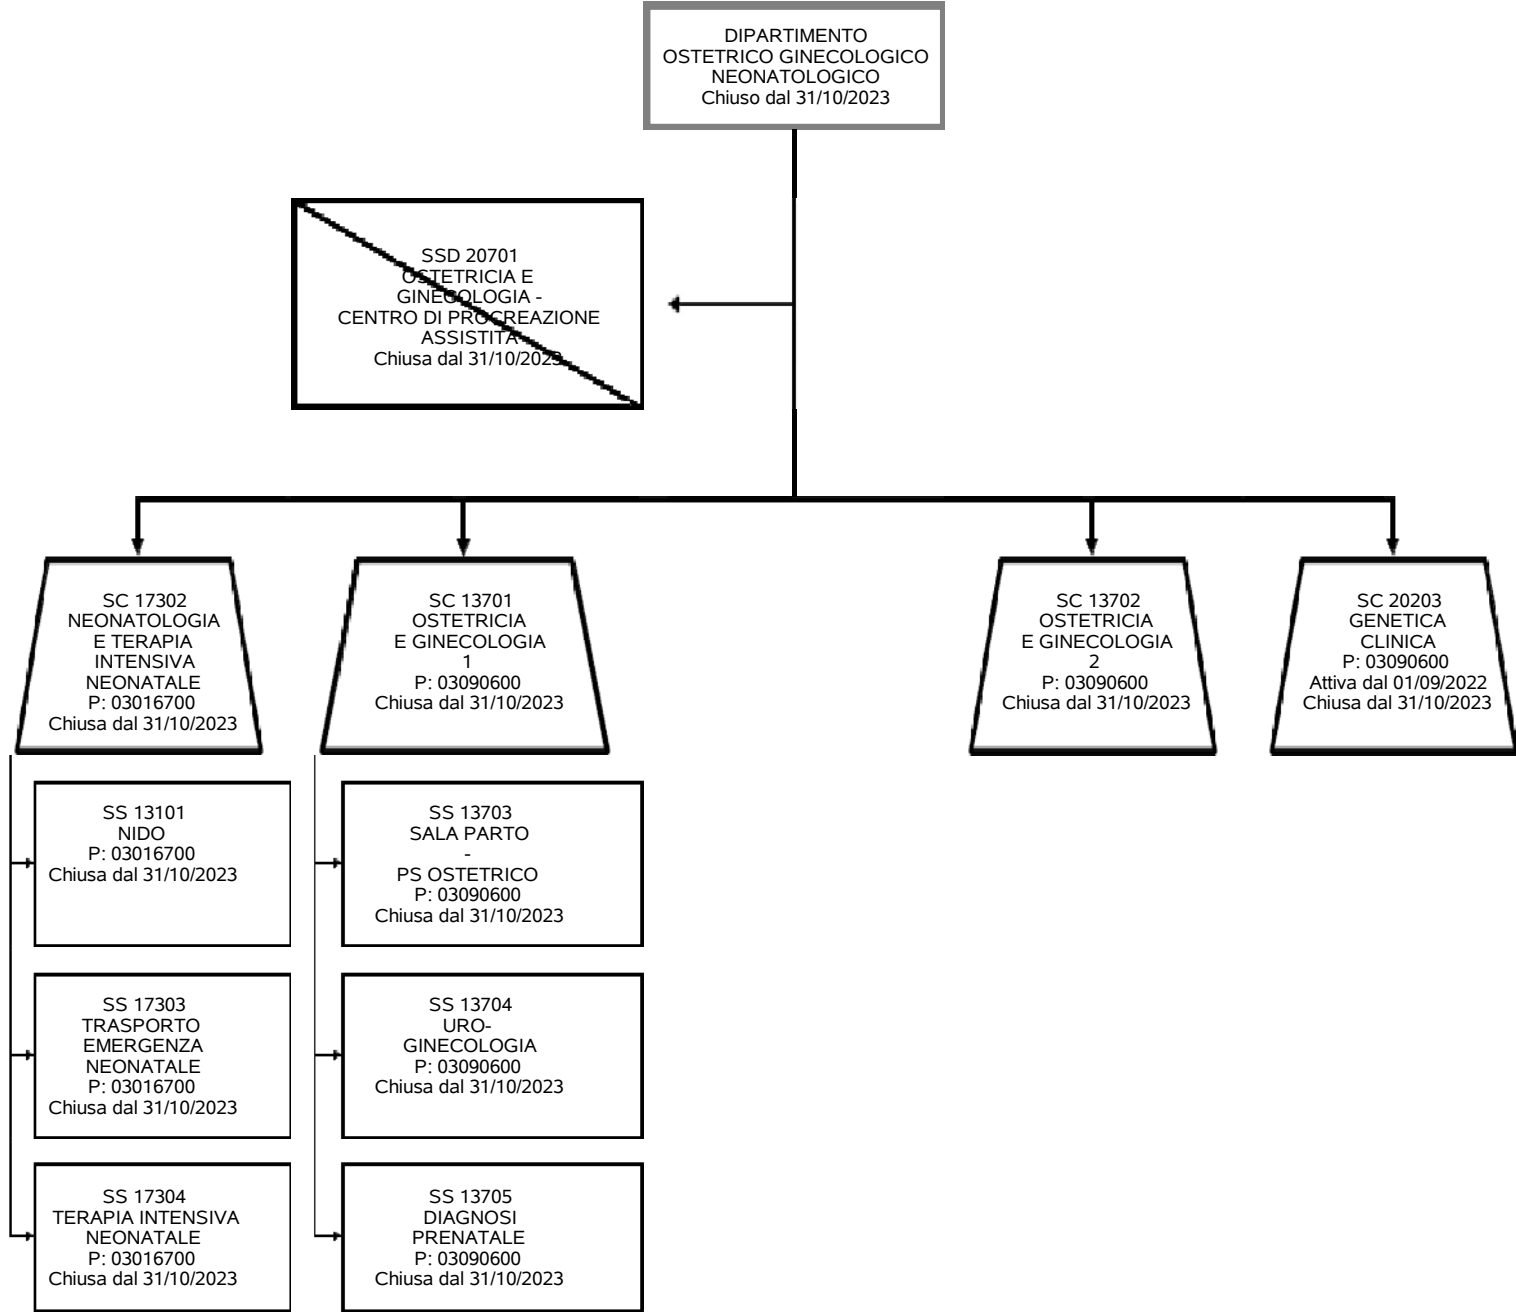 DIPARTIMENTO
OSTETRICO GINECOLOGICO
NEONATOLOGICO
Chiuso dal 31/10/2023
SSD 20701
OSTETRICIA E
GINECOLOGIA -
CENTRO DI PROCREAZIONE
ASSISTITA
Chiusa dal 31/10/2023
SC 17302
NEONATOLOGIA
E TERAPIA
INTENSIVA
NEONATALE
P: 03016700
Chiusa dal 31/10/2023
SC 13701
OSTETRICIA
E GINECOLOGIA
1
P: 03090600
Chiusa dal 31/10/2023
SC 13702
OSTETRICIA
E GINECOLOGIA
2
P: 03090600
Chiusa dal 31/10/2023
SC 20203
GENETICA
CLINICA
P: 03090600
Attiva dal 01/09/2022
Chiusa dal 31/10/2023
SS 13101
NIDO
P: 03016700
Chiusa dal 31/10/2023
SS 13703
SALA PARTO
-
PS OSTETRICO
P: 03090600
Chiusa dal 31/10/2023
SS 17303
TRASPORTO
EMERGENZA
NEONATALE
P: 03016700
Chiusa dal 31/10/2023
SS 13704
URO-
GINECOLOGIA
P: 03090600
Chiusa dal 31/10/2023
SS 17304
TERAPIA INTENSIVA
NEONATALE
P: 03016700
Chiusa dal 31/10/2023
SS 13705
DIAGNOSI
PRENATALE
P: 03090600
Chiusa dal 31/10/2023